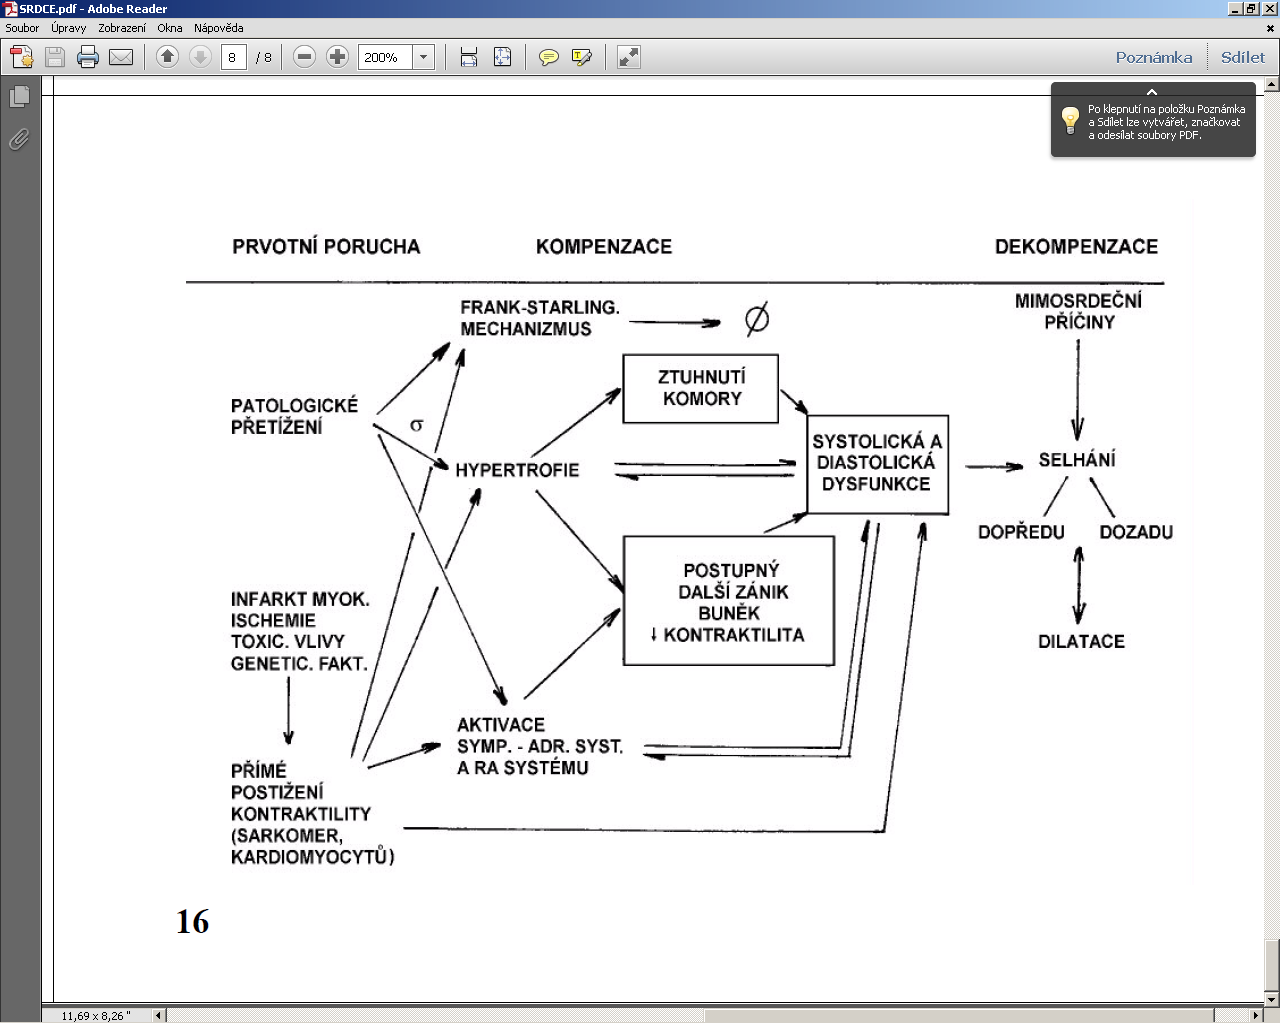 SRDCE.pdf - Adobe Reader
Soubor Úpravy Zobrazení Okna Nápověda
8 / 8 200% Poznámka Sdílet
Po klepnutí na položku Poznámka
a Sdílet lze vytvářet, značkovat
a odesílat soubory PDF.
PRVOTNÍ PORUCHA KOMPENZACE DEKOMPENZACE
FRANK-STARLING.
MECHANIZMUS
Ø
MIMOSRDEČNÍ
PŘÍČINY
ZTUHNUTÍ
KOMORY
PATOLOGICKÉ
PŘETÍŽENÍ
σ
HYPERTROFIE
SYSTOLICKÁ A
DIASTOLICKÁ
DYSFUNKCE
SELHÁNÍ
DOPŘEDU DOZADU
DILATACE
POSTUPNÝ
DALŠÍ ZÁNIK
BUNĚK
↓ KONTRAKTILITA
INFARKT MYOK.
ISCHEMIE
TOXIC. VLIVY
GENETIC. FAKT.
AKTIVACE
SYMP. - ADR. SYST.
A RA SYSTÉMU
PŘÍMÉ
POSTIŽENÍ
KONTRAKTILITY
(SARKOMER,
KARDIOMYOCYTŮ)
16
11,69 x 8,26 "